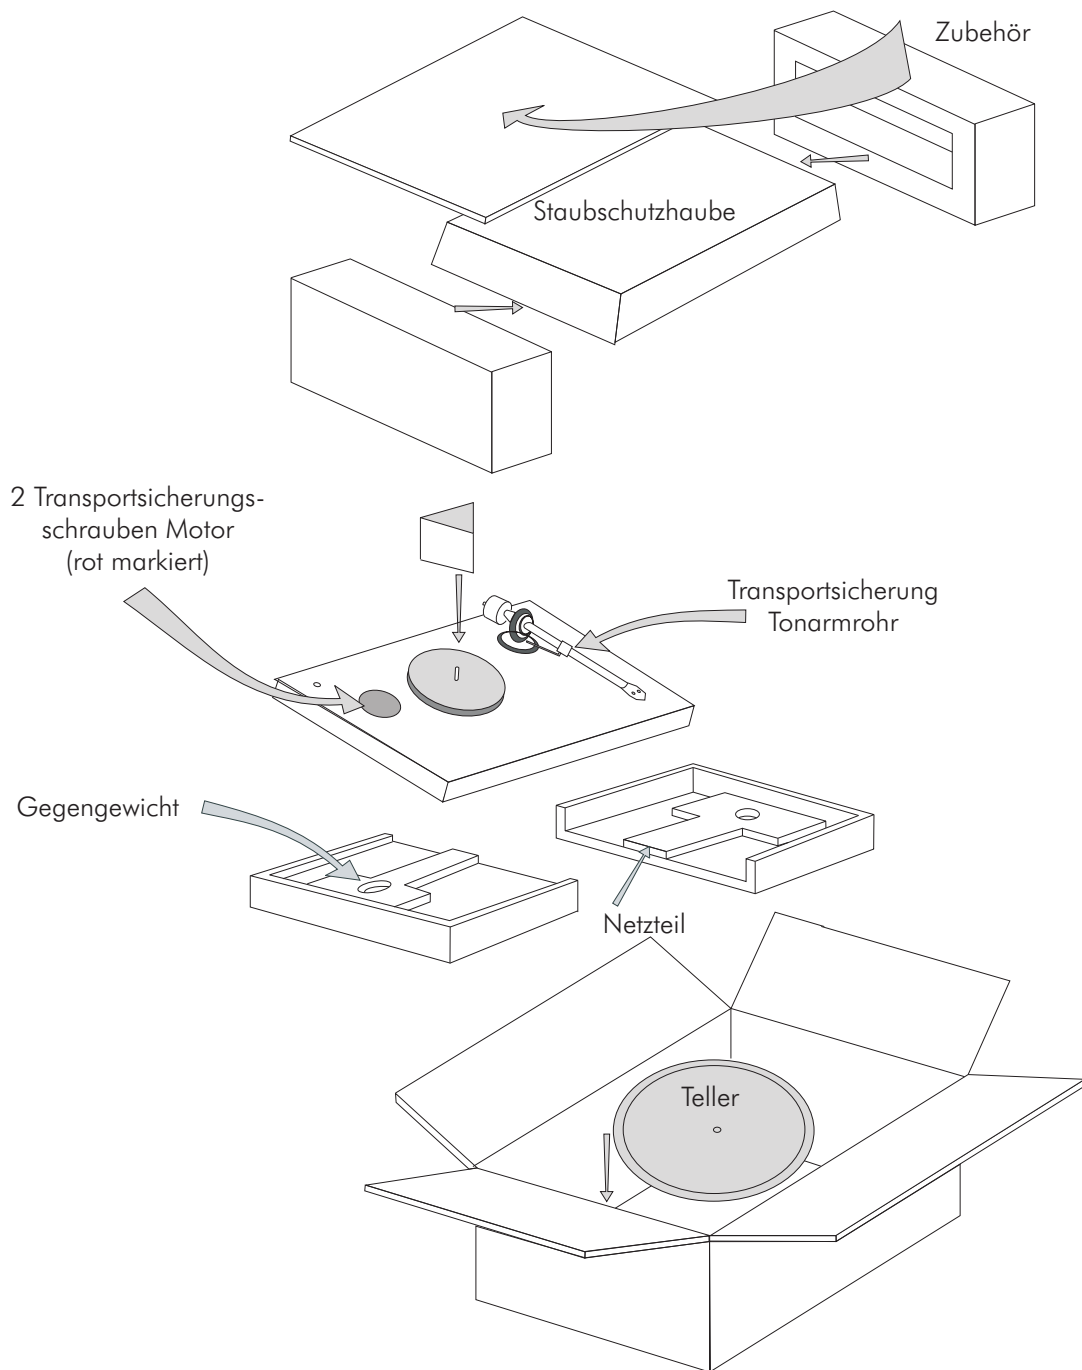 Zubehör
Staubschutzhaube
2 Transportsicherungs-
schrauben Motor
(rot markiert)
Transportsicherung
Tonarmrohr
Gegengewicht
Netzteil
Teller